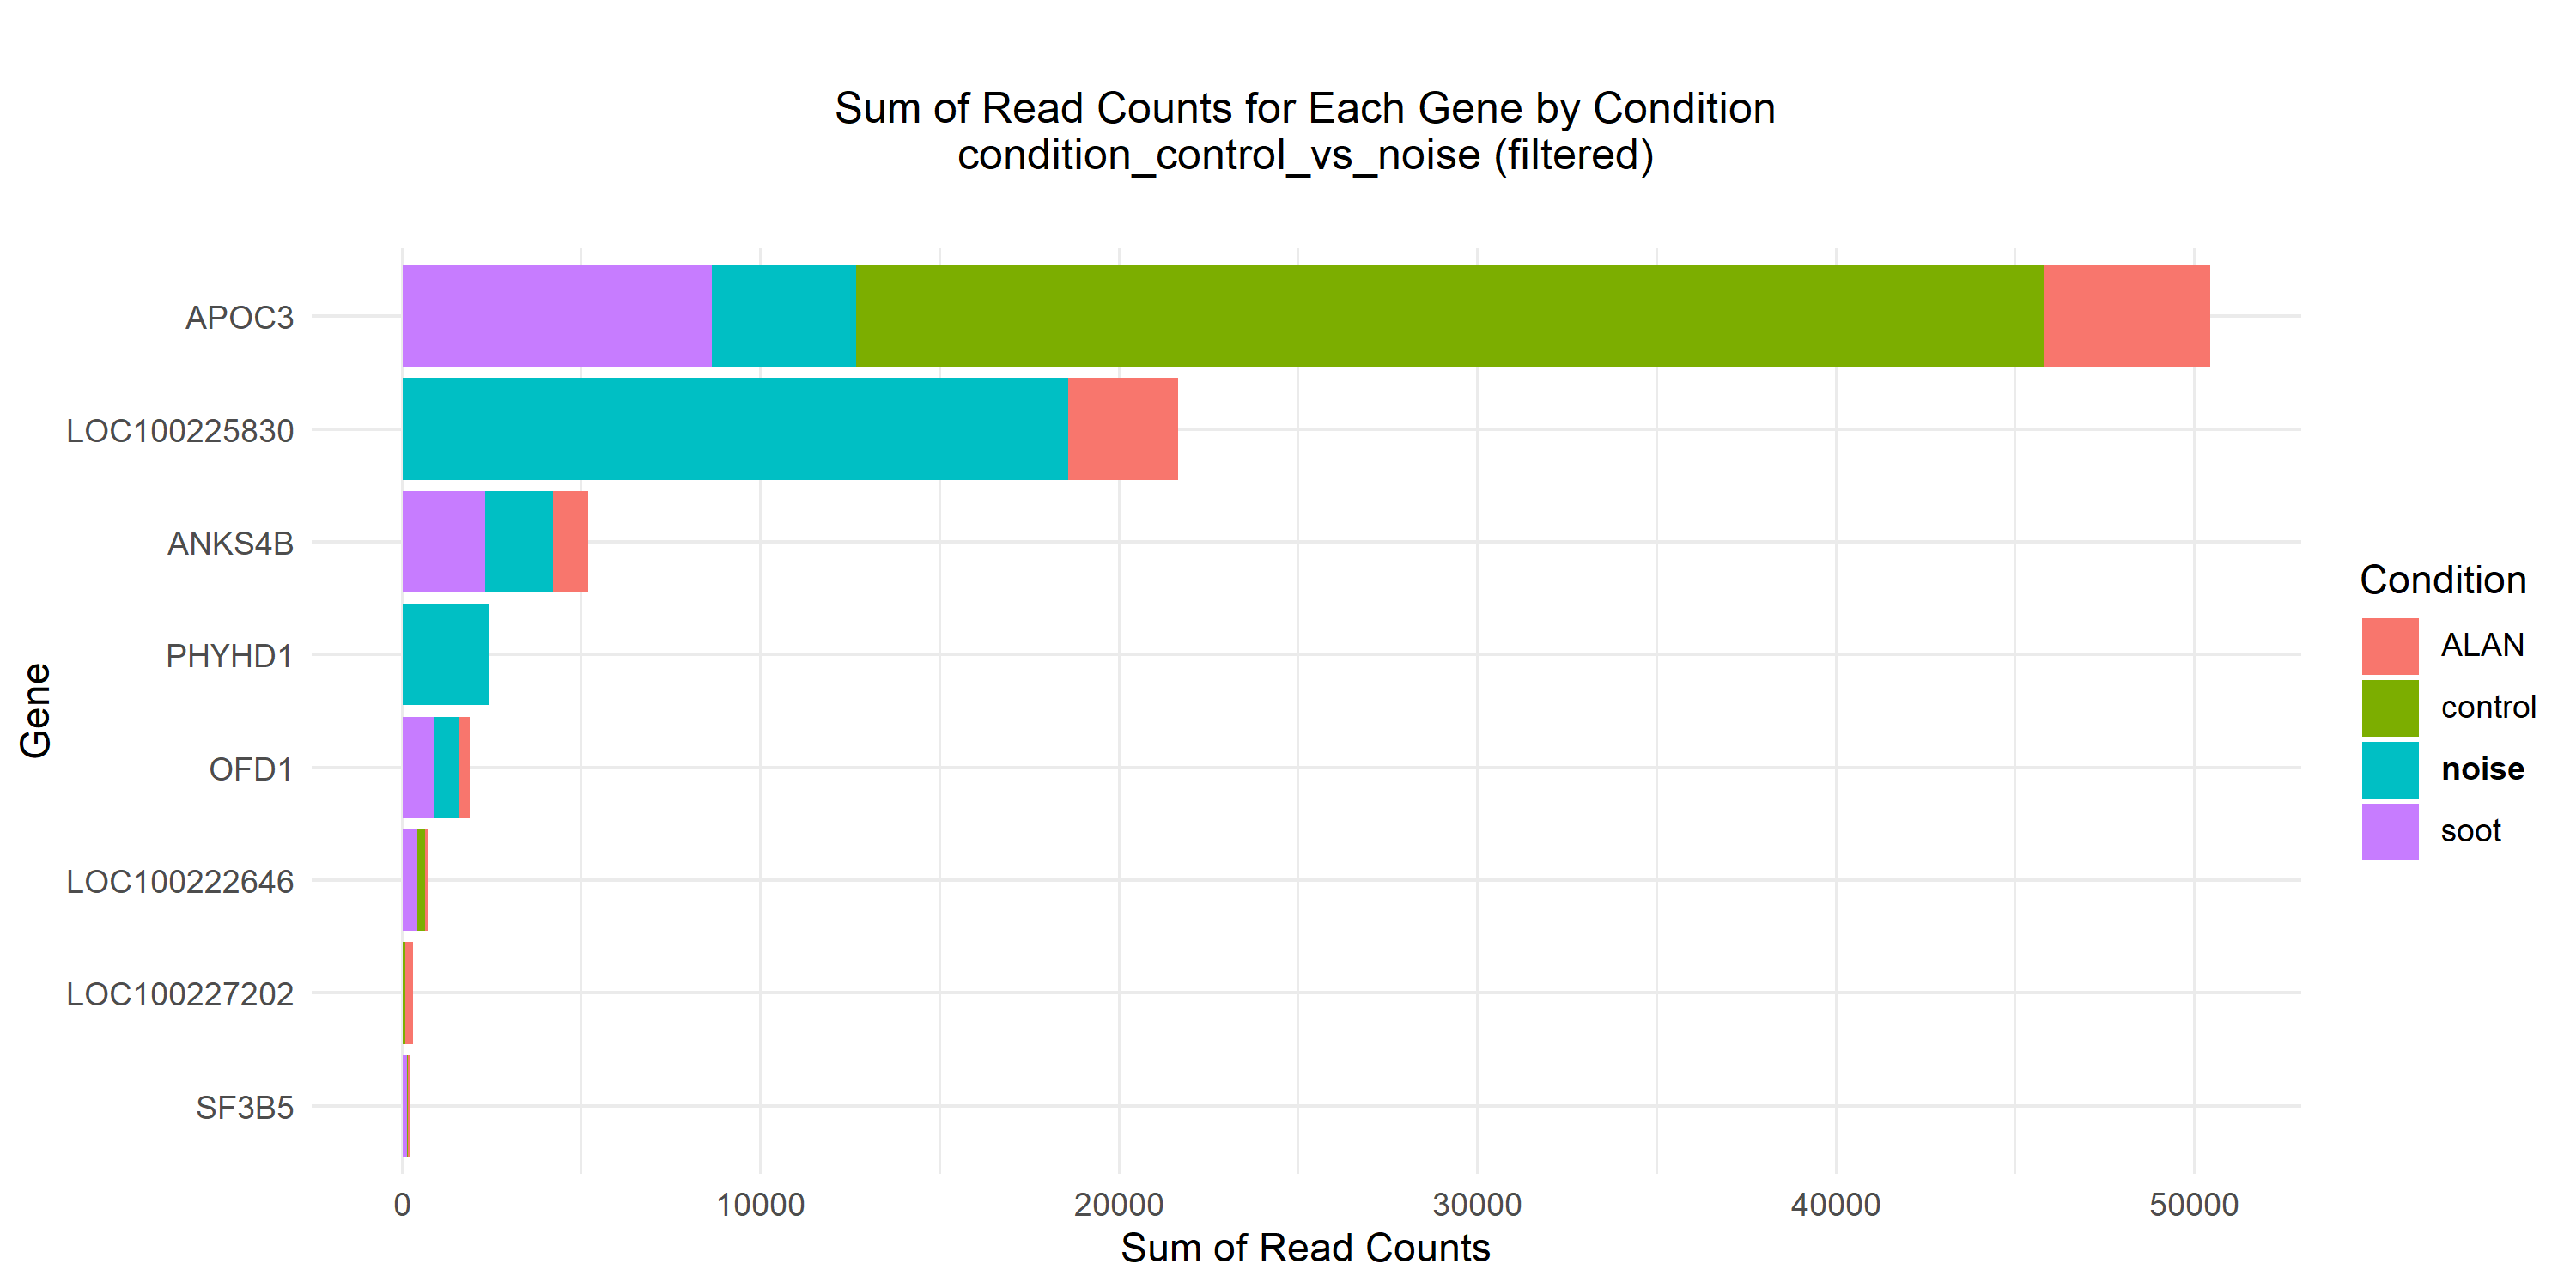 Sum of Read Counts for Each Gene by Condition
condition_control_vs_noise (filtered)
Gene
APOC3
LOC100225830
ANKS4B
PHYHD1
OFD1
LOC100222646
LOC100227202
SF3B5
0 10000 20000 30000 40000 50000
Sum of Read Counts
Condition
ALAN
control
noise
soot